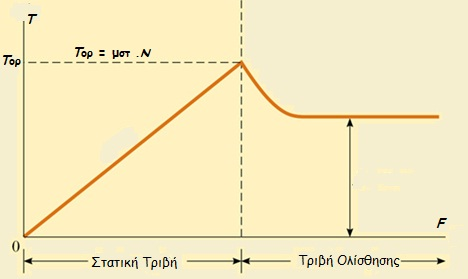 T
Τορ
Τορ = μστ . N
F
0
Στατική Τριβή
Τριβή Ολίσθησης